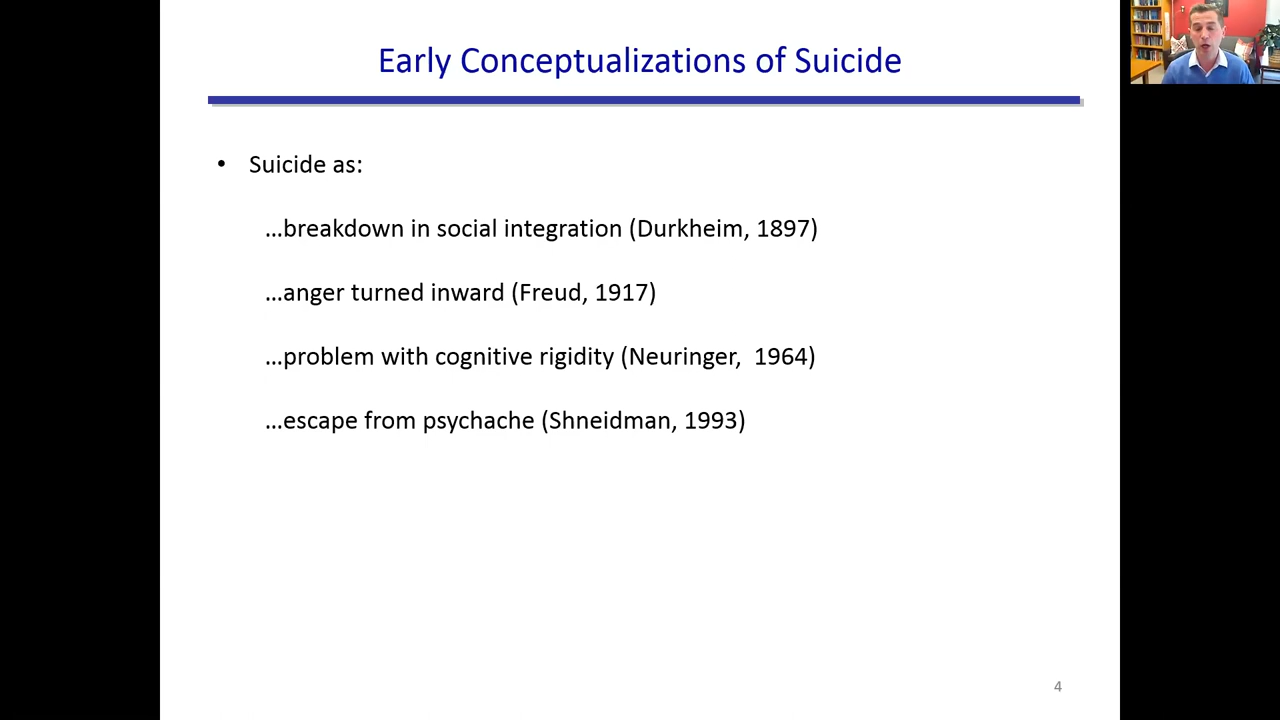 Early Conceptualizations of Suicide
• Suicide as:
...breakdown in social integration (Durkheim, 1897)
...anger turned inward (Freud, 1917)
...problem with cognitive rigidity (Neuringer,  1964)
...escape from psychache (Shneidman, 1993)
4